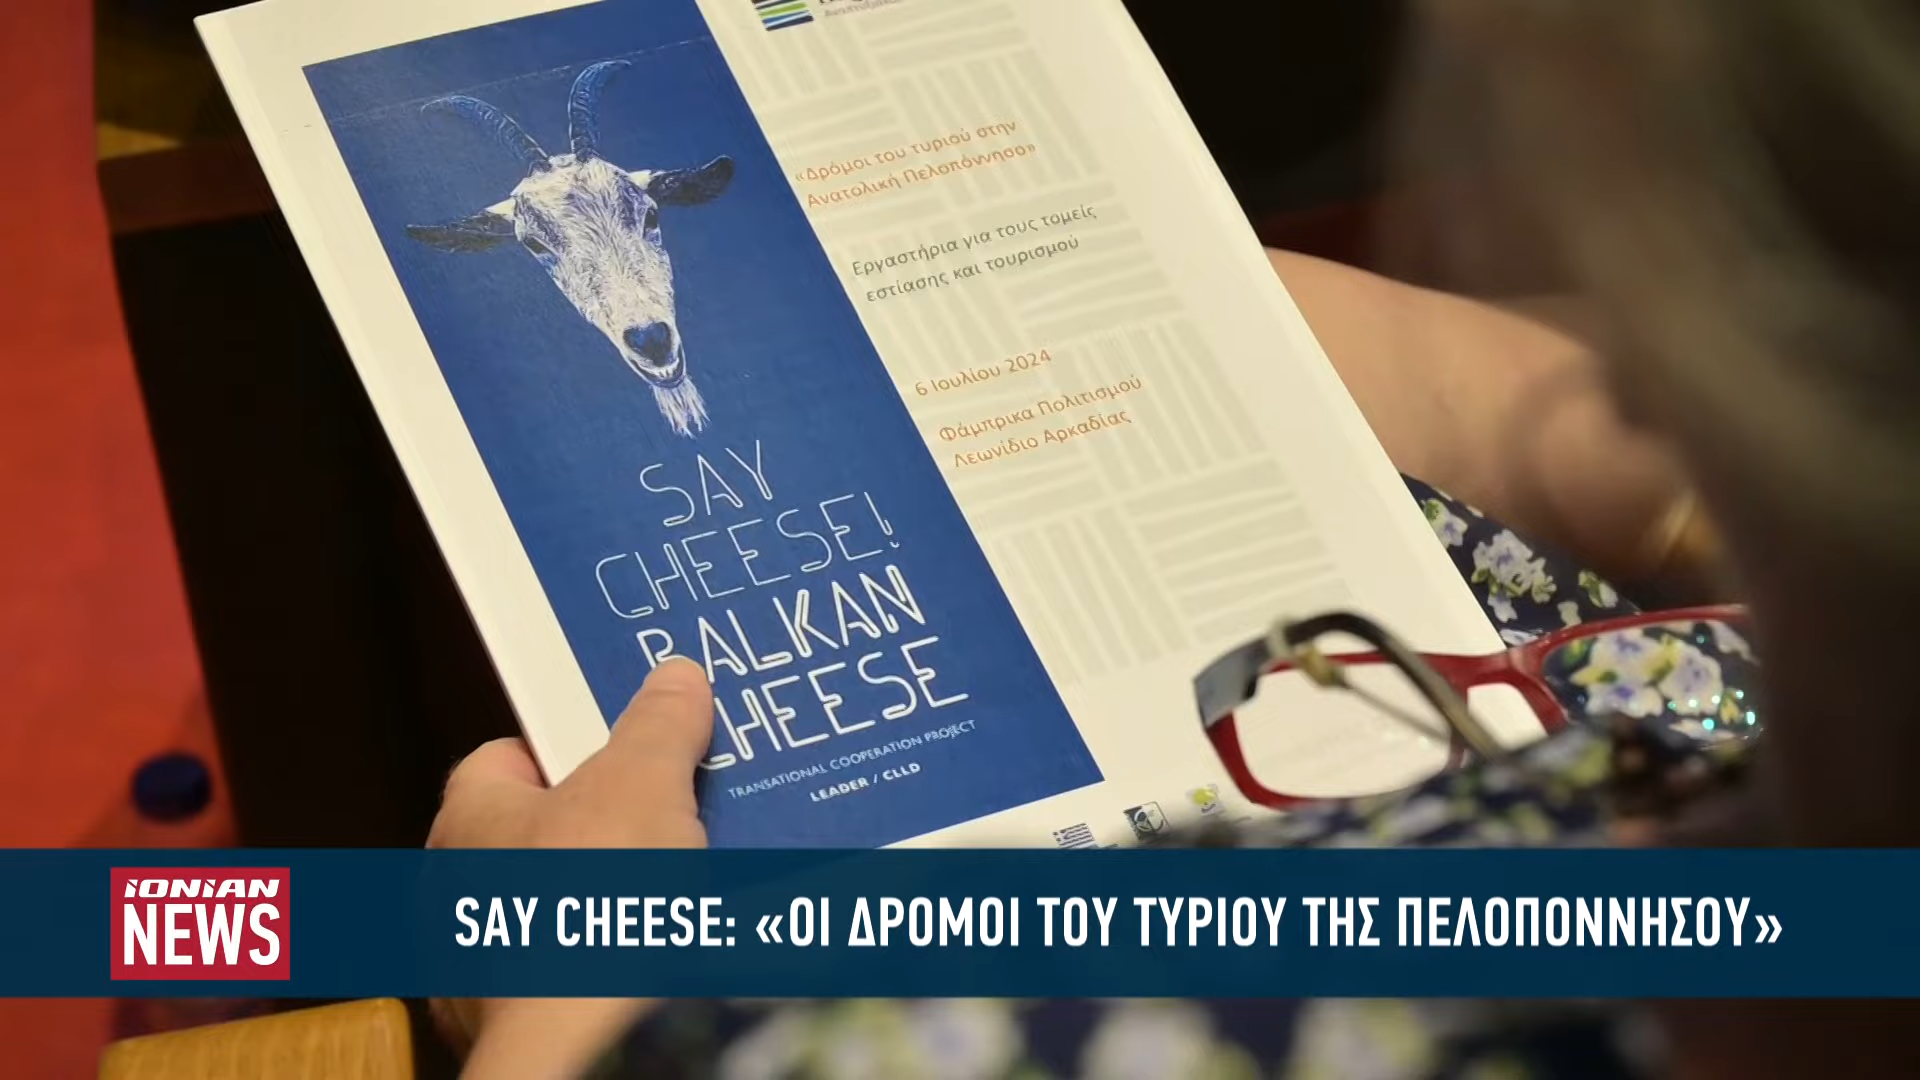 «Δρόμοι του τυριού στην
Ανατολική Πελοπόννησο»
Εργαστήρια για τους τομείς
εστίασης και τουρισμού
6 Ιουλίου 2024
Φάμπρικα Πολιτισμού
Λεωνίδιο Αρκαδίας
SAY
CHEESE!
BALKAN
CHEESE
TRANSATIONAL COOPERATION PROJECT
LEADER / CLLD
IONIAN
NEWS
SAY CHEESE: «ΟΙ ΔΡΟΜΟΙ ΤΟΥ ΤΥΡΙΟΥ ΤΗΣ ΠΕΛΟΠΟΝΝΗΣΟΥ»